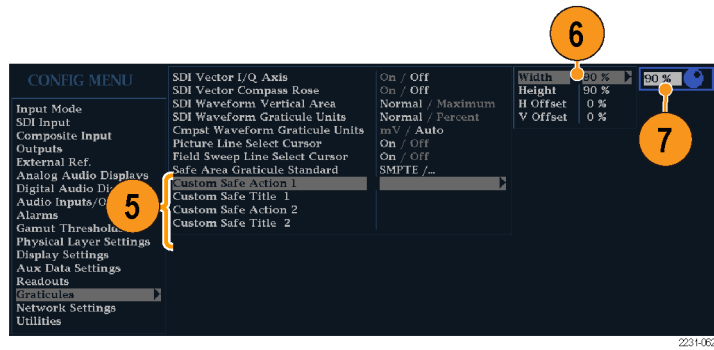 6
CONFIG MENU
Input Mode
SDI Input
Composite Input
Outputs
External Ref.
Analog Audio Displays
Digital Audio
Audio Inputs/O
Alarms
Gamut Threshold
Physical Layer Settings
Display Settings
Aux Data Settings
Readouts
Graticules
Network Settings
Utilities
5
SDI Vector I/Q Axis On / Off
SDI Vector Compass Rose On / Off
SDI Waveform Vertical Area Normal / Maximum
SDI Waveform Graticule Units Normal / Percent
Cmpst Waveform Graticule Units mV / Auto
Picture Line Select Cursor On / Off
Field Sweep Line Select Cursor On / Off
Safe Area Graticule Standard SMPTE /...
Custom Safe Action 1
Custom Safe Title 1
Custom Safe Action 2
Custom Safe Title 2
Width 90 %
Height 90 %
H Offset 0 %
V Offset 0 %
90 %
7
2231-062